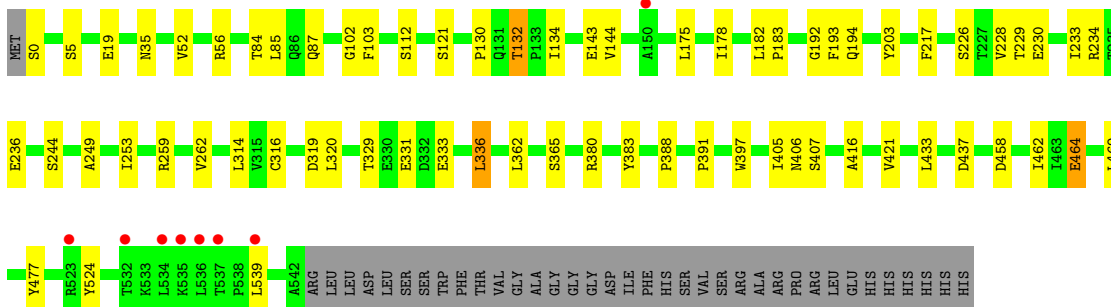 MET S0 S5 E19 N35 V52 R56 T84 L85 Q86 Q87 G102 F103 S112 S121 P130 Q131 T132 P133 I134 E143 V144 A150 L175 I178 L182 P183 G192 F193 Q194 Y203 F217 S226 T227 V228 T229 E230 I233 R234
E236 S244 A249 I253 R259 V262 L314 V315 C316 D319 L320 T329 E330 E331 D332 E333 L336 L362 S365 R380 Y383 P388 P391 W397 I405 N406 S407 A416 V421 L433 D437 D458 I462 I463 E464
Y477 R523 Y524 T532 K533 L534 K535 L536 T537 P538 L539 A542 ARG LEU LEU ASP LEU SER SER TRP PHE THR GLY ALA GLY GLY GLY ASP ILE PHE HIS SER VAL SER ARG ALA ARG PRO ARG LEU GLU HIS HIS HIS HIS HIS HIS